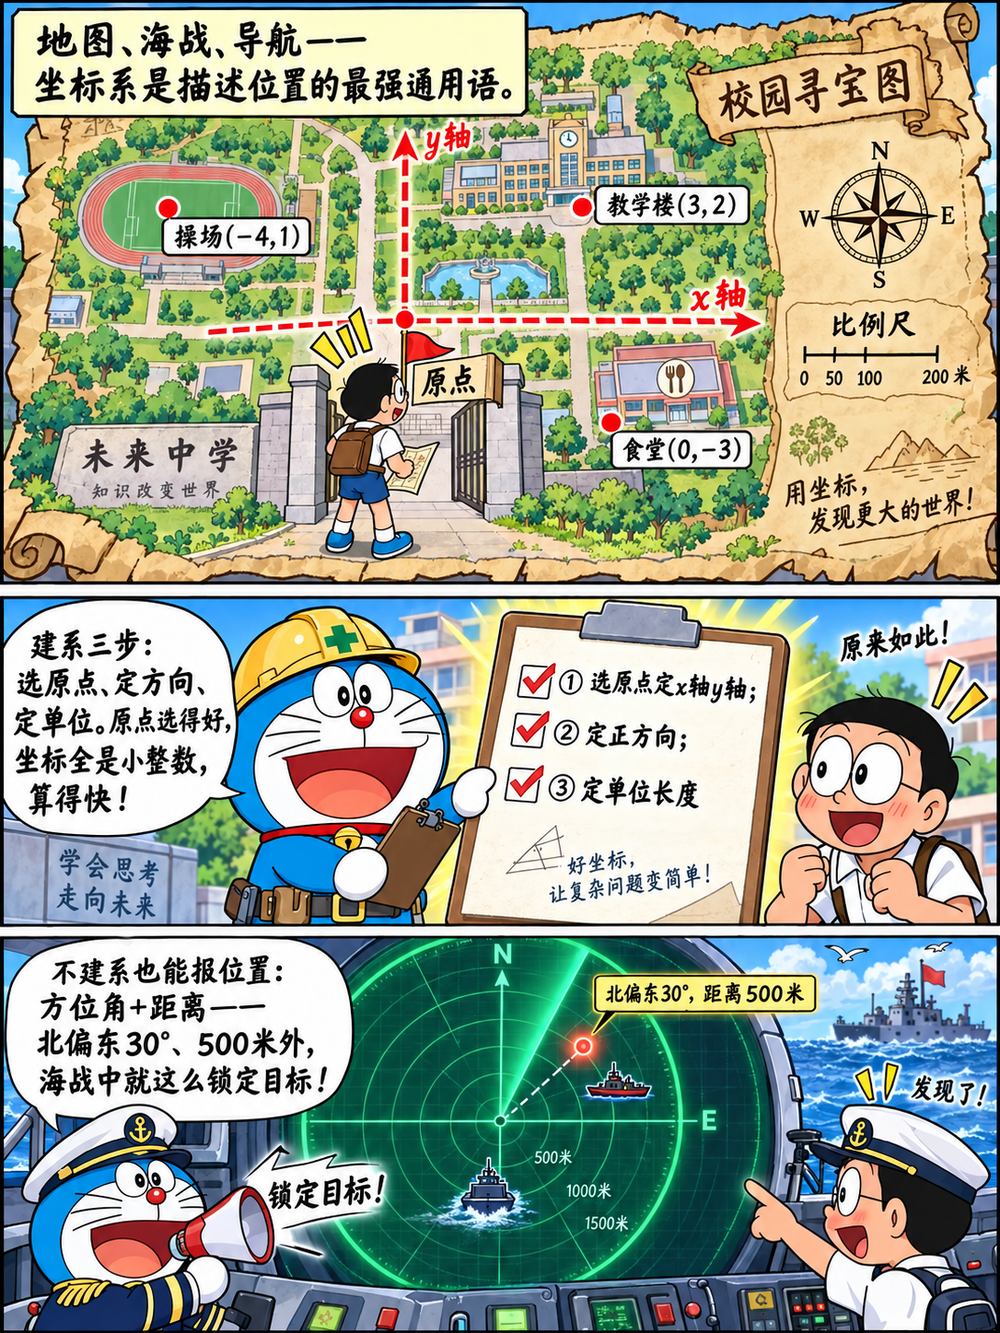 地图、海战、导航——
坐标系是描述位置的最强通用语。
校园寻宝图
y轴
教学楼(3,2)
操场(-4,1)
N
W
E
S
x轴
比例尺
0 50 100 200 米
原点
食堂(0,-3)
未来中学
知识改变世界
用坐标，
发现更大的世界！
建系三步：
选原点、定方向、
定单位。原点选得好，
坐标全是小整数，
算得快！
① 选原点定x轴y轴；
② 定正方向；
③ 定单位长度
好坐标，
让复杂问题变简单！
原来如此！
学会思考
走向未来
不建系也能报位置：
方位角+距离——
北偏东30°、500米外，
海战中就这么锁定目标！
N
北偏东30°，距离500米
E
500米
1000米
1500米
锁定目标！
发现了！